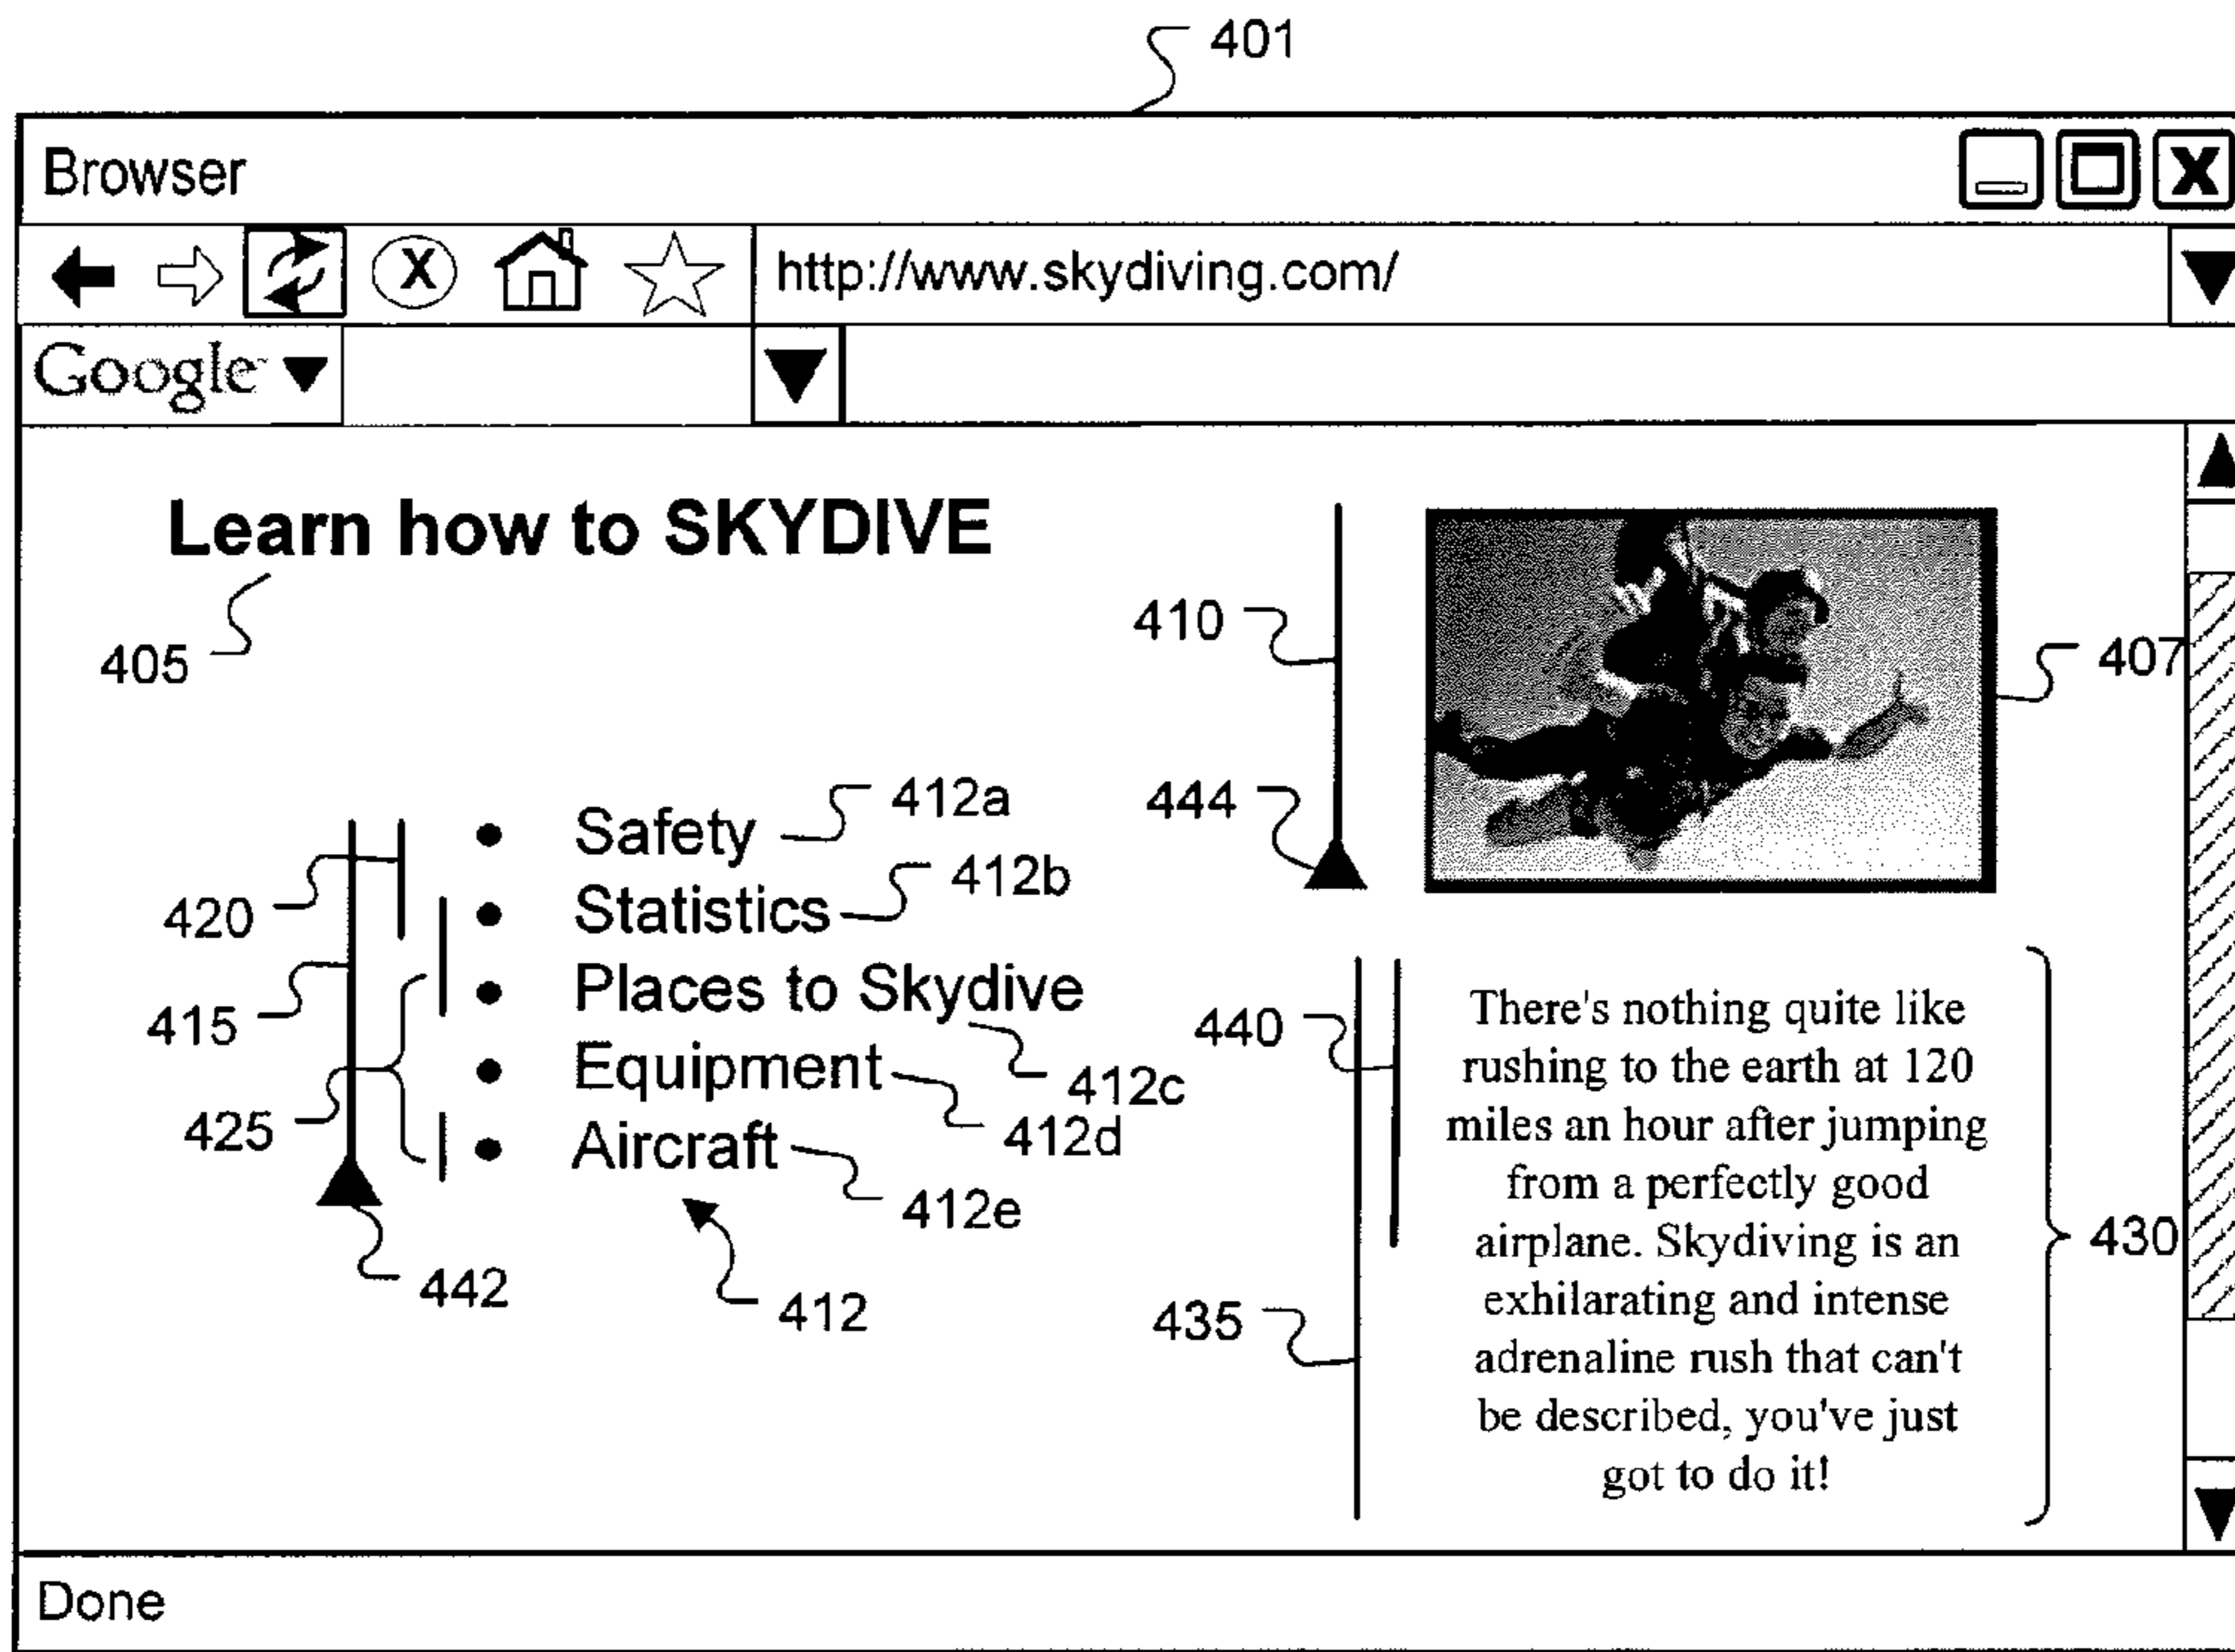 401
Browser
X
X
http://www.skydiving.com/
Google
Learn how to SKYDIVE
405
410
407
444
• Safety 412a
• Statistics 412b
• Places to Skydive 412c
• Equipment 412d
• Aircraft 412e
420
415
425
442
412
440
435
There's nothing quite like
rushing to the earth at 120
miles an hour after jumping
from a perfectly good
airplane. Skydiving is an
exhilarating and intense
adrenaline rush that can't
be described, you've just
got to do it!
430
Done